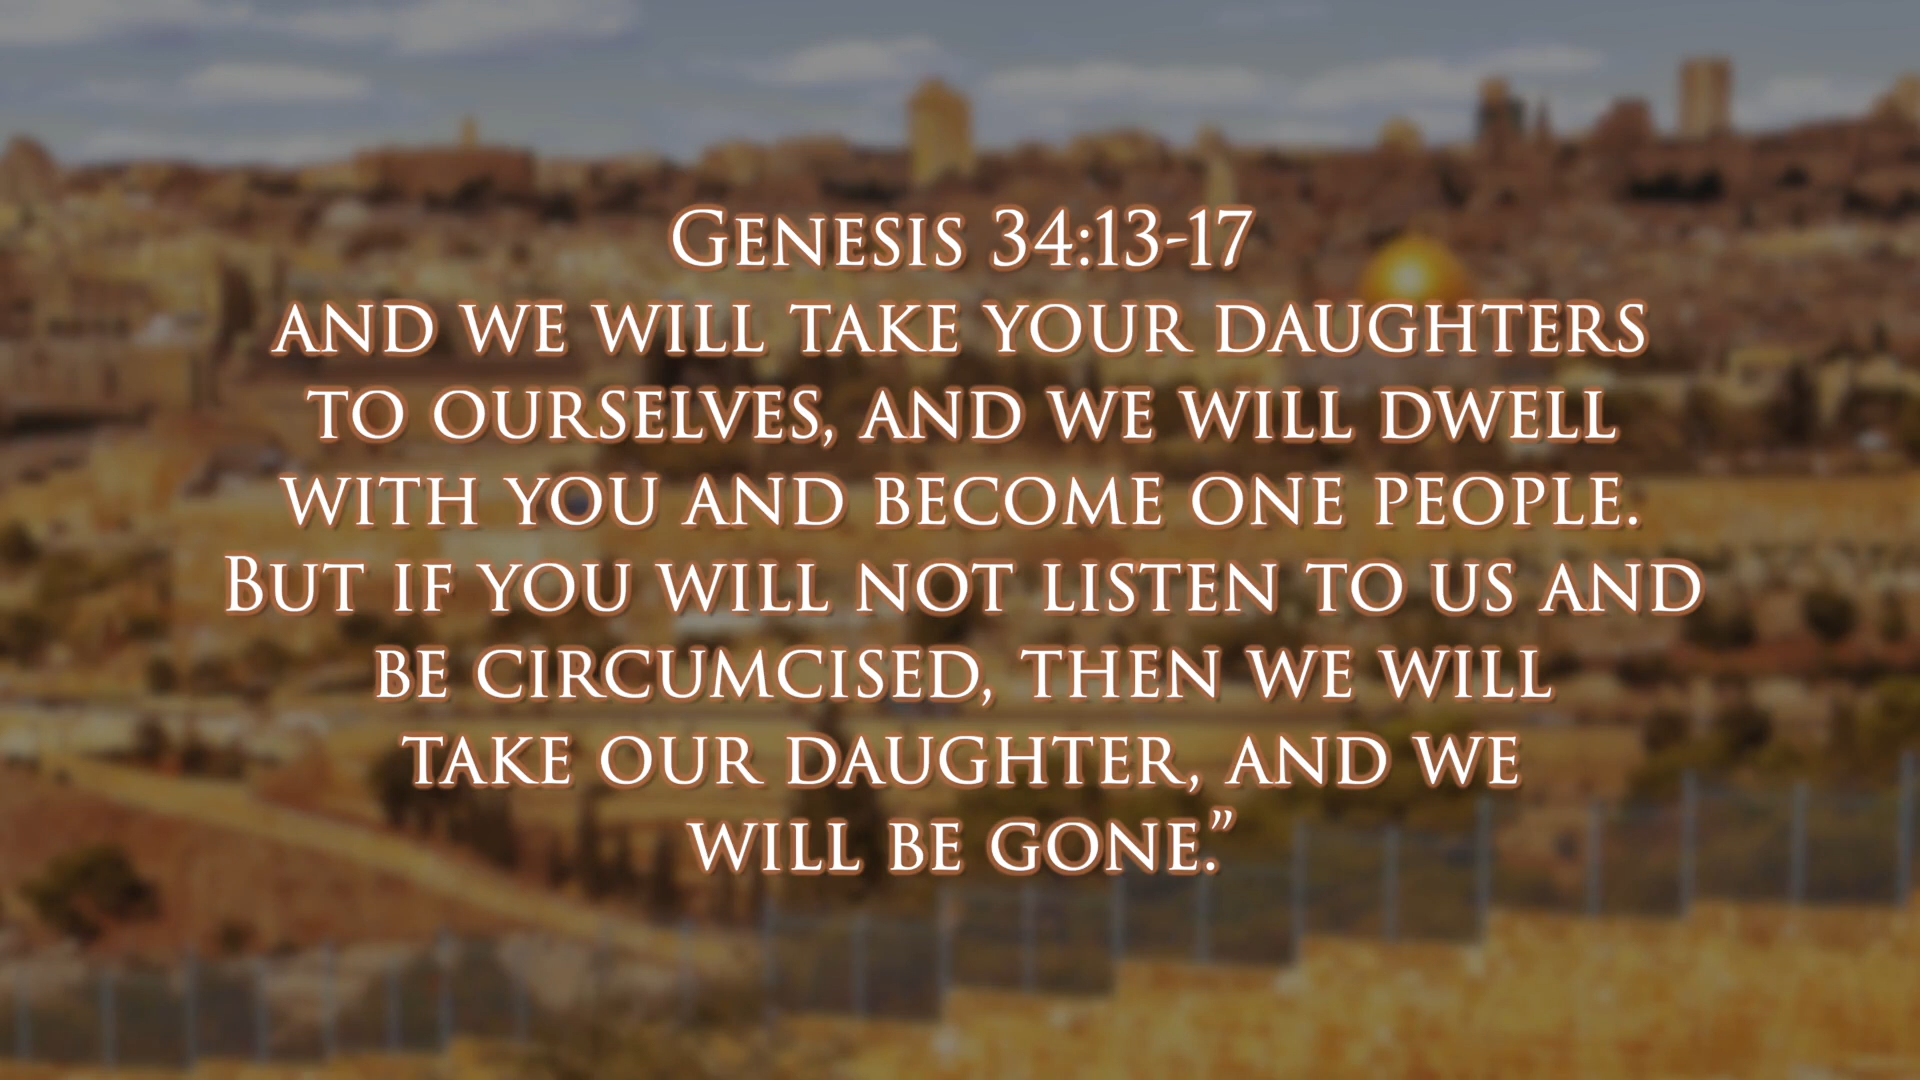 Genesis 34:13-17
and we will take your daughters
to ourselves, and we will dwell
with you and become one people.
But if you will not listen to us and
be circumcised, then we will
take our daughter, and we
will be gone.”